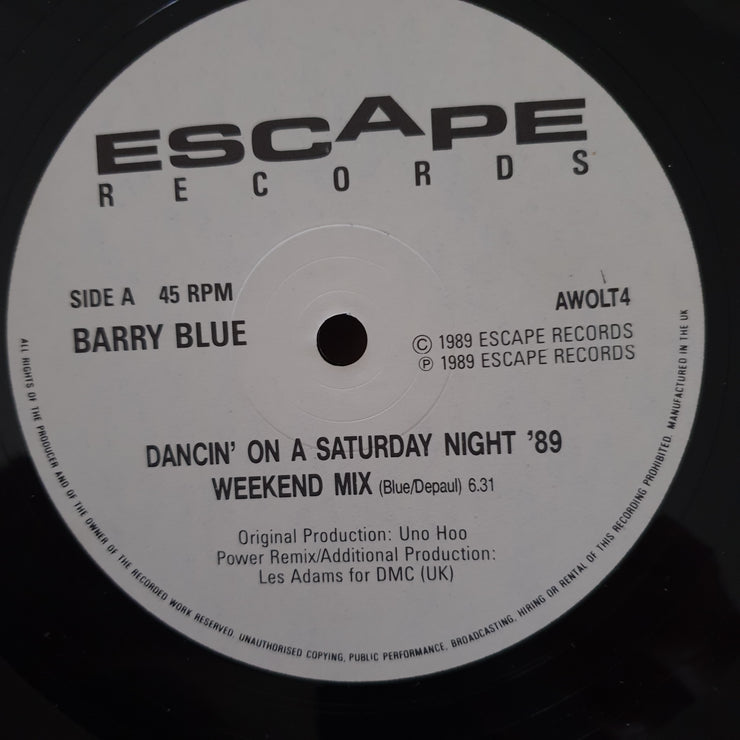 ESCAPE
RECORDS
SIDE A 45 RPM
BARRY BLUE
AWOLT4
Ⓒ 1989 ESCAPE RECORDS
Ⓟ 1989 ESCAPE RECORDS
DANCIN' ON A SATURDAY NIGHT '89
WEEKEND MIX (Blue/Depaul) 6.31
Original Production: Uno Hoo
Power Remix/Additional Production:
Les Adams for DMC (UK)
ALL RIGHTS OF THE PRODUCER AND OF THE OWNER OF THE RECORDED WORK RESERVED. UNAUTHORISED COPYING, PUBLIC PERFORMANCE, BROADCASTING, HIRING OR RENTAL OF THIS RECORDING PROHIBITED. MANUFACTURED IN THE UK